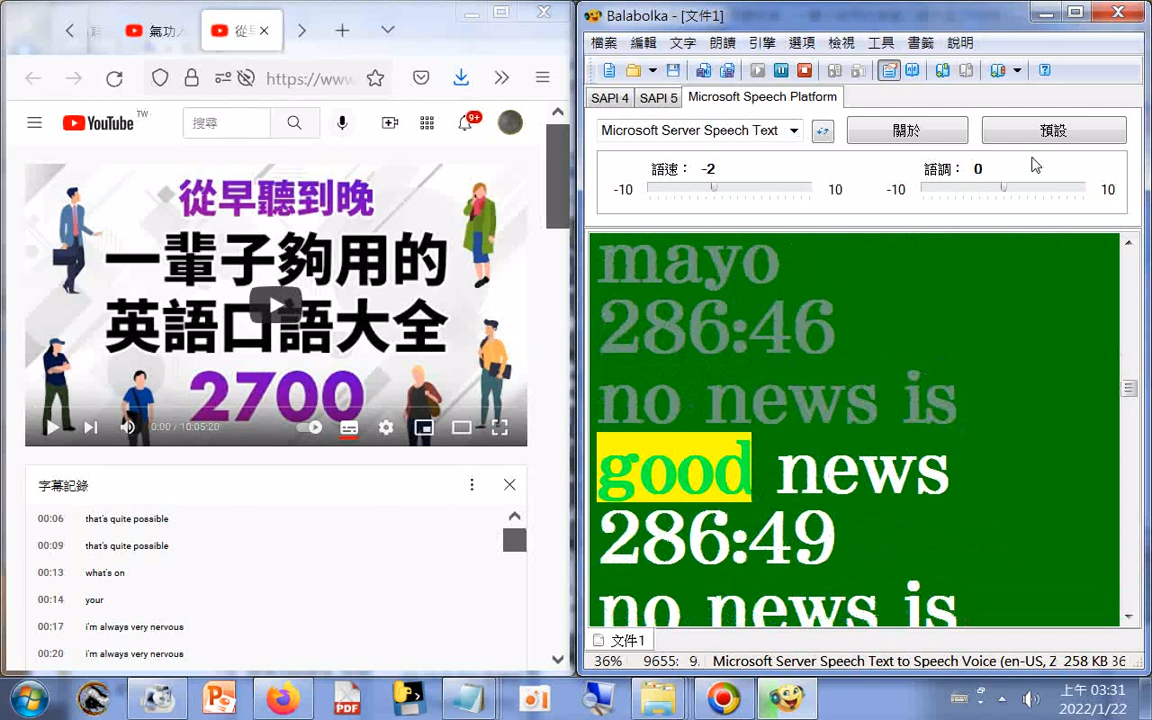 氣功
從
https://www
YouTube TW
搜尋
9+
從早聽到晚
一輩子夠用的
英語口語大全
2700
0:00 / 10:05:20
字幕記錄
00:06 that's quite possible
00:09 that's quite possible
00:13 what's on
00:14 your
00:17 i'm always very nervous
00:20 i'm always very nervous
Balabolka - [文件1]
檔案 編輯 文字 朗讀 引擎 選項 檢視 工具 書籤 說明
SAPI 4 SAPI 5 Microsoft Speech Platform
Microsoft Server Speech Text 關於 預設
語速： -2 語調： 0
-10 10 -10 10
mayo
286:46
no news is
good news
286:49
no news is
文件1
36% 9655: 9. Microsoft Server Speech Text to Speech Voice (en-US, Z 258 KB 36
PDF
上午 03:31
2022/1/22